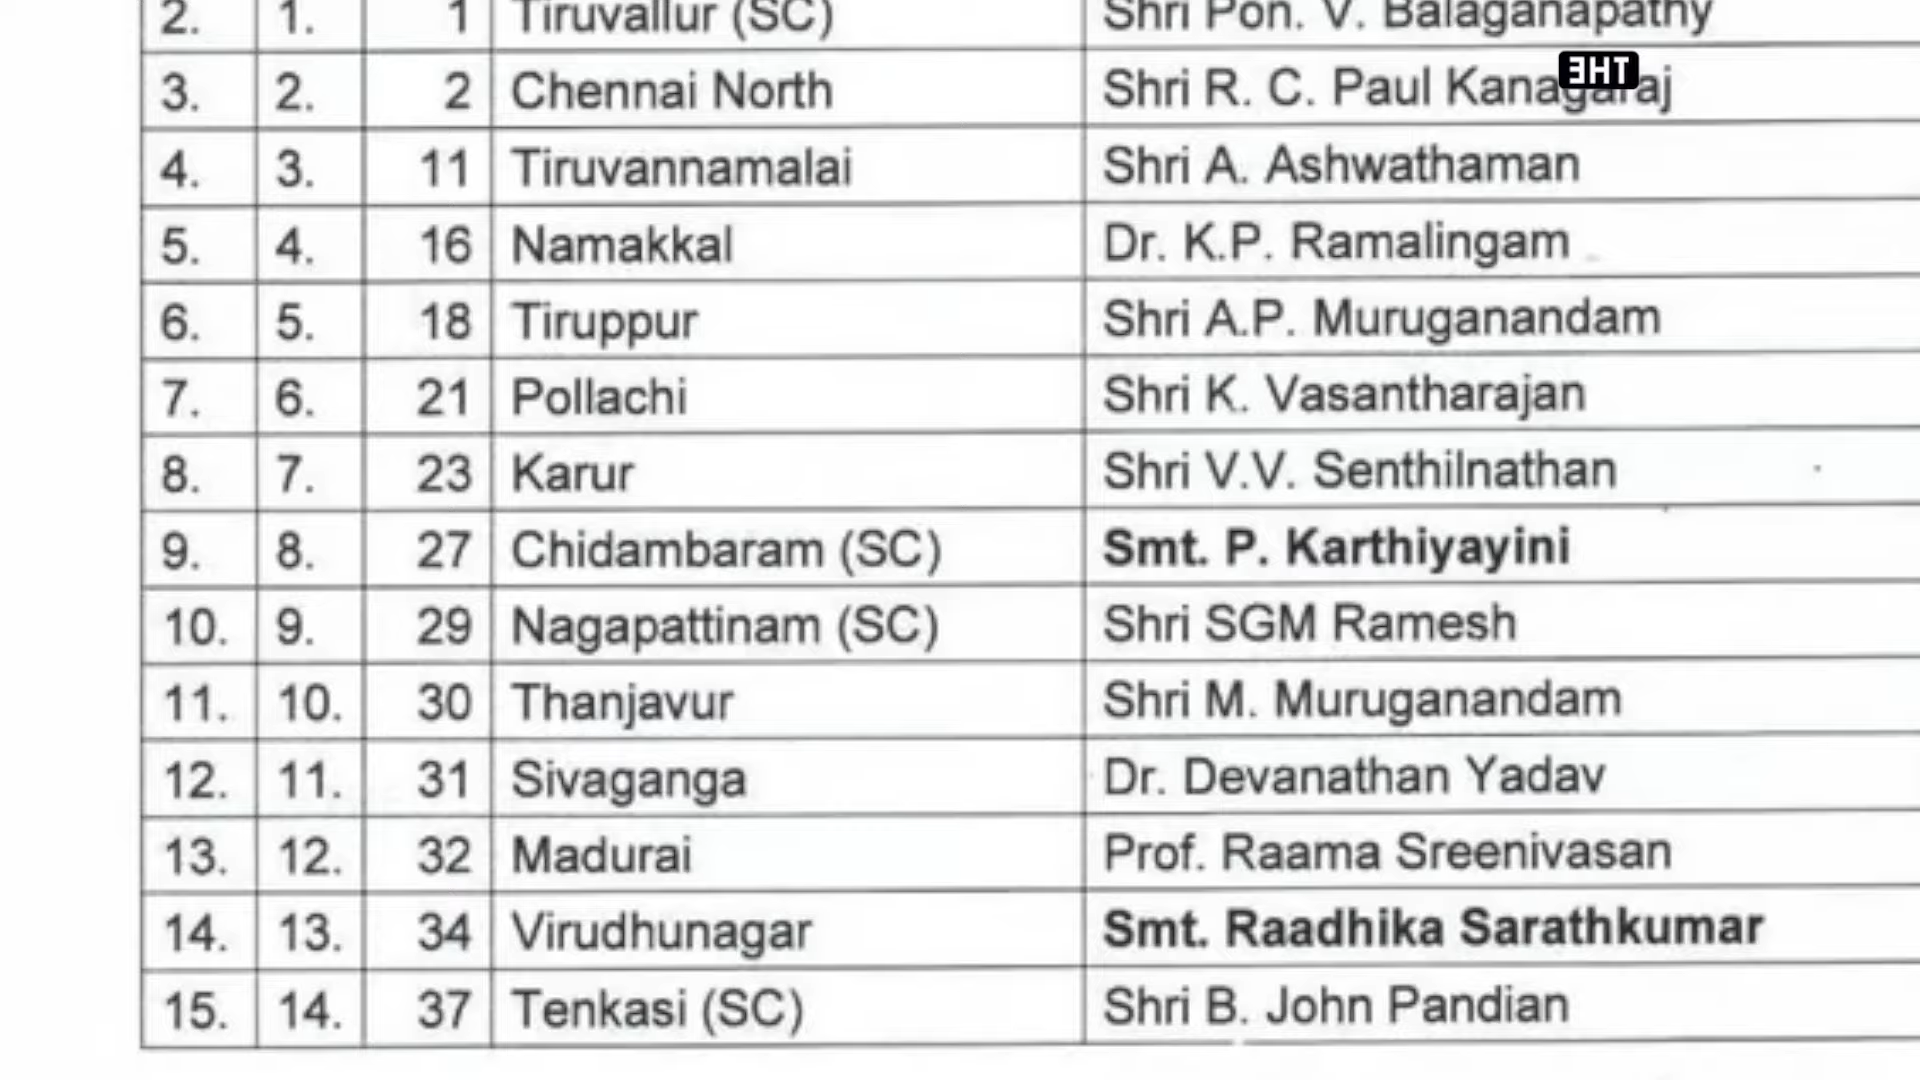 2. 1. 1 Tiruvallur (SC) Shri Pon. V. Balaganapathy
3. 2. 2 Chennai North Shri R. C. Paul Kanagaraj
THE
4. 3. 11 Tiruvannamalai Shri A. Ashwathaman
5. 4. 16 Namakkal Dr. K.P. Ramalingam
6. 5. 18 Tiruppur Shri A.P. Muruganandam
7. 6. 21 Pollachi Shri K. Vasantharajan
8. 7. 23 Karur Shri V.V. Senthilnathan
9. 8. 27 Chidambaram (SC) Smt. P. Karthiyayini
10. 9. 29 Nagapattinam (SC) Shri SGM Ramesh
11. 10. 30 Thanjavur Shri M. Muruganandam
12. 11. 31 Sivaganga Dr. Devanathan Yadav
13. 12. 32 Madurai Prof. Raama Sreenivasan
14. 13. 34 Virudhunagar Smt. Raadhika Sarathkumar
15. 14. 37 Tenkasi (SC) Shri B. John Pandian